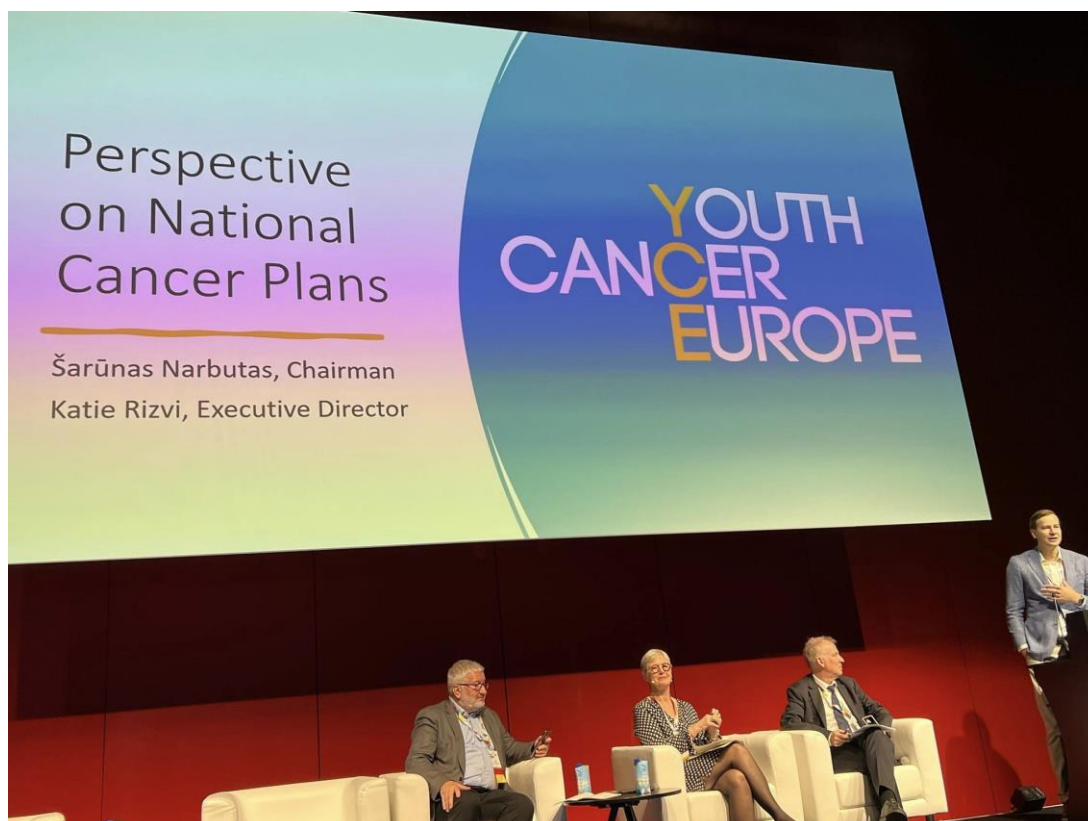 Perspective
on National
Cancer Plans
Šarūnas Narbutas, Chairman
Katie Rizvi, Executive Director
YOUTH
CANCER
EUROPE